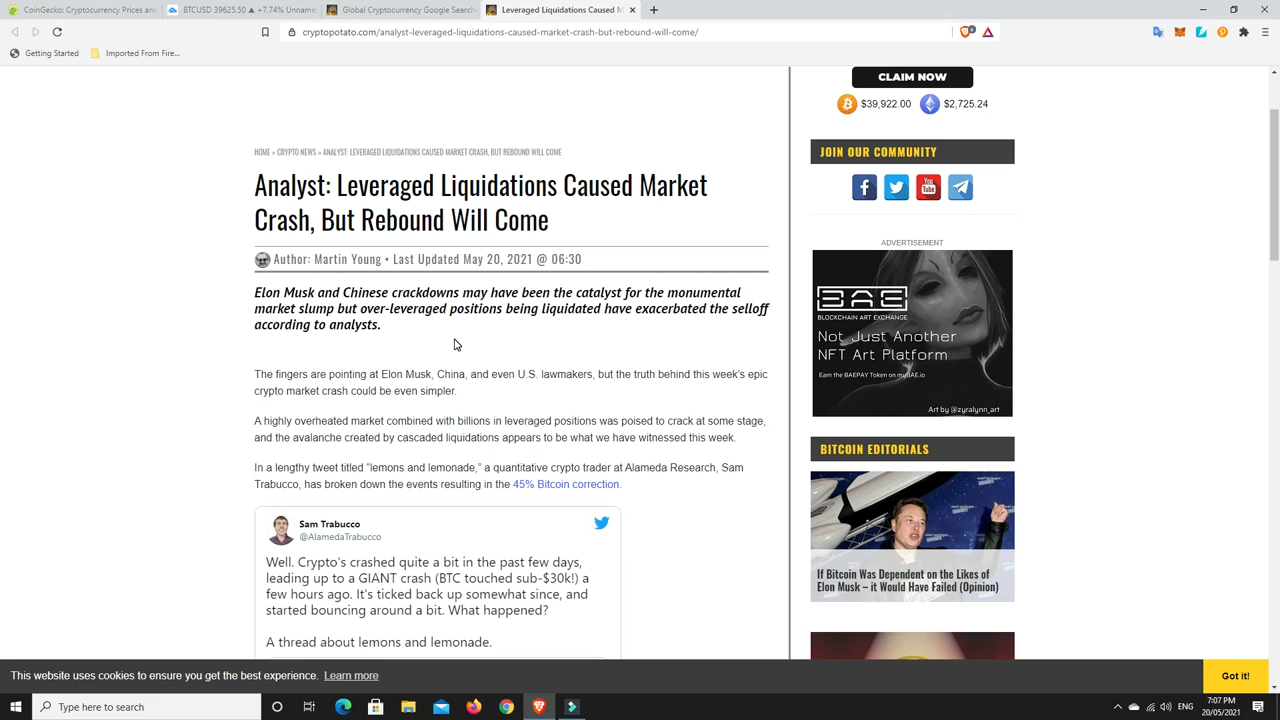 CoinGecko: Cryptocurrency Prices and
BTCUSD 39625.50 ▲ +7.74% Unname
Global Cryptocurrency Google Search
Leveraged Liquidations Caused M
cryptopotato.com/analyst-leveraged-liquidations-caused-market-crash-but-rebound-will-come/
Getting Started
Imported From Fire...
CLAIM NOW
$39,922.00
$2,725.24
HOME » CRYPTO NEWS » ANALYST: LEVERAGED LIQUIDATIONS CAUSED MARKET CRASH, BUT REBOUND WILL COME
Analyst: Leveraged Liquidations Caused Market
Crash, But Rebound Will Come
Author: Martin Young • Last Updated May 20, 2021 @ 06:30
Elon Musk and Chinese crackdowns may have been the catalyst for the monumental
market slump but over-leveraged positions being liquidated have exacerbated the selloff
according to analysts.
The fingers are pointing at Elon Musk, China, and even U.S. lawmakers, but the truth behind this week's epic
crypto market crash could be even simpler.
A highly overheated market combined with billions in leveraged positions was poised to crack at some stage,
and the avalanche created by cascaded liquidations appears to be what we have witnessed this week.
In a lengthy tweet titled “lemons and lemonade,” a quantitative crypto trader at Alameda Research, Sam
Trabucco, has broken down the events resulting in the 45% Bitcoin correction.
Sam Trabucco
@AlamedaTrabucco
Well. Crypto's crashed quite a bit in the past few days,
leading up to a GIANT crash (BTC touched sub-$30k!) a
few hours ago. It's ticked back up somewhat since, and
started bouncing around a bit. What happened?
A thread about lemons and lemonade.
JOIN OUR COMMUNITY
You
Tube
ADVERTISEMENT
BAE
BLOCKCHAIN ART EXCHANGE
Not Just Another
NFT Art Platform
Earn the BAEPAY Token on myBAE.io
Art by @zyralynn_art
BITCOIN EDITORIALS
If Bitcoin Was Dependent on the Likes of
Elon Musk – it Would Have Failed (Opinion)
This website uses cookies to ensure you get the best experience. Learn more
Got it!
Type here to search
ENG
7:07 PM
20/05/2021